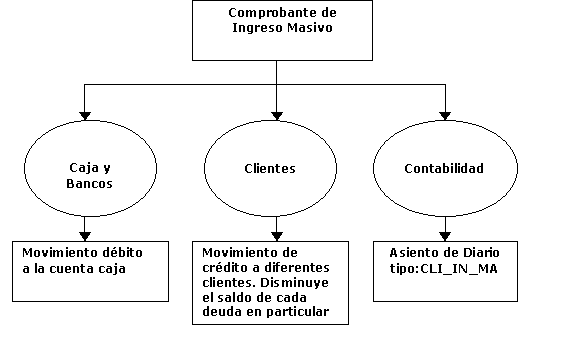 Comprobante de
Ingreso Masivo
Caja y
Bancos
Clientes
Contabilidad
Movimiento débito
a la cuenta caja
Movimiento de
crédito a diferentes
clientes. Disminuye
el saldo de cada
deuda en particular
Asiento de Diario
tipo:CLI_IN_MA